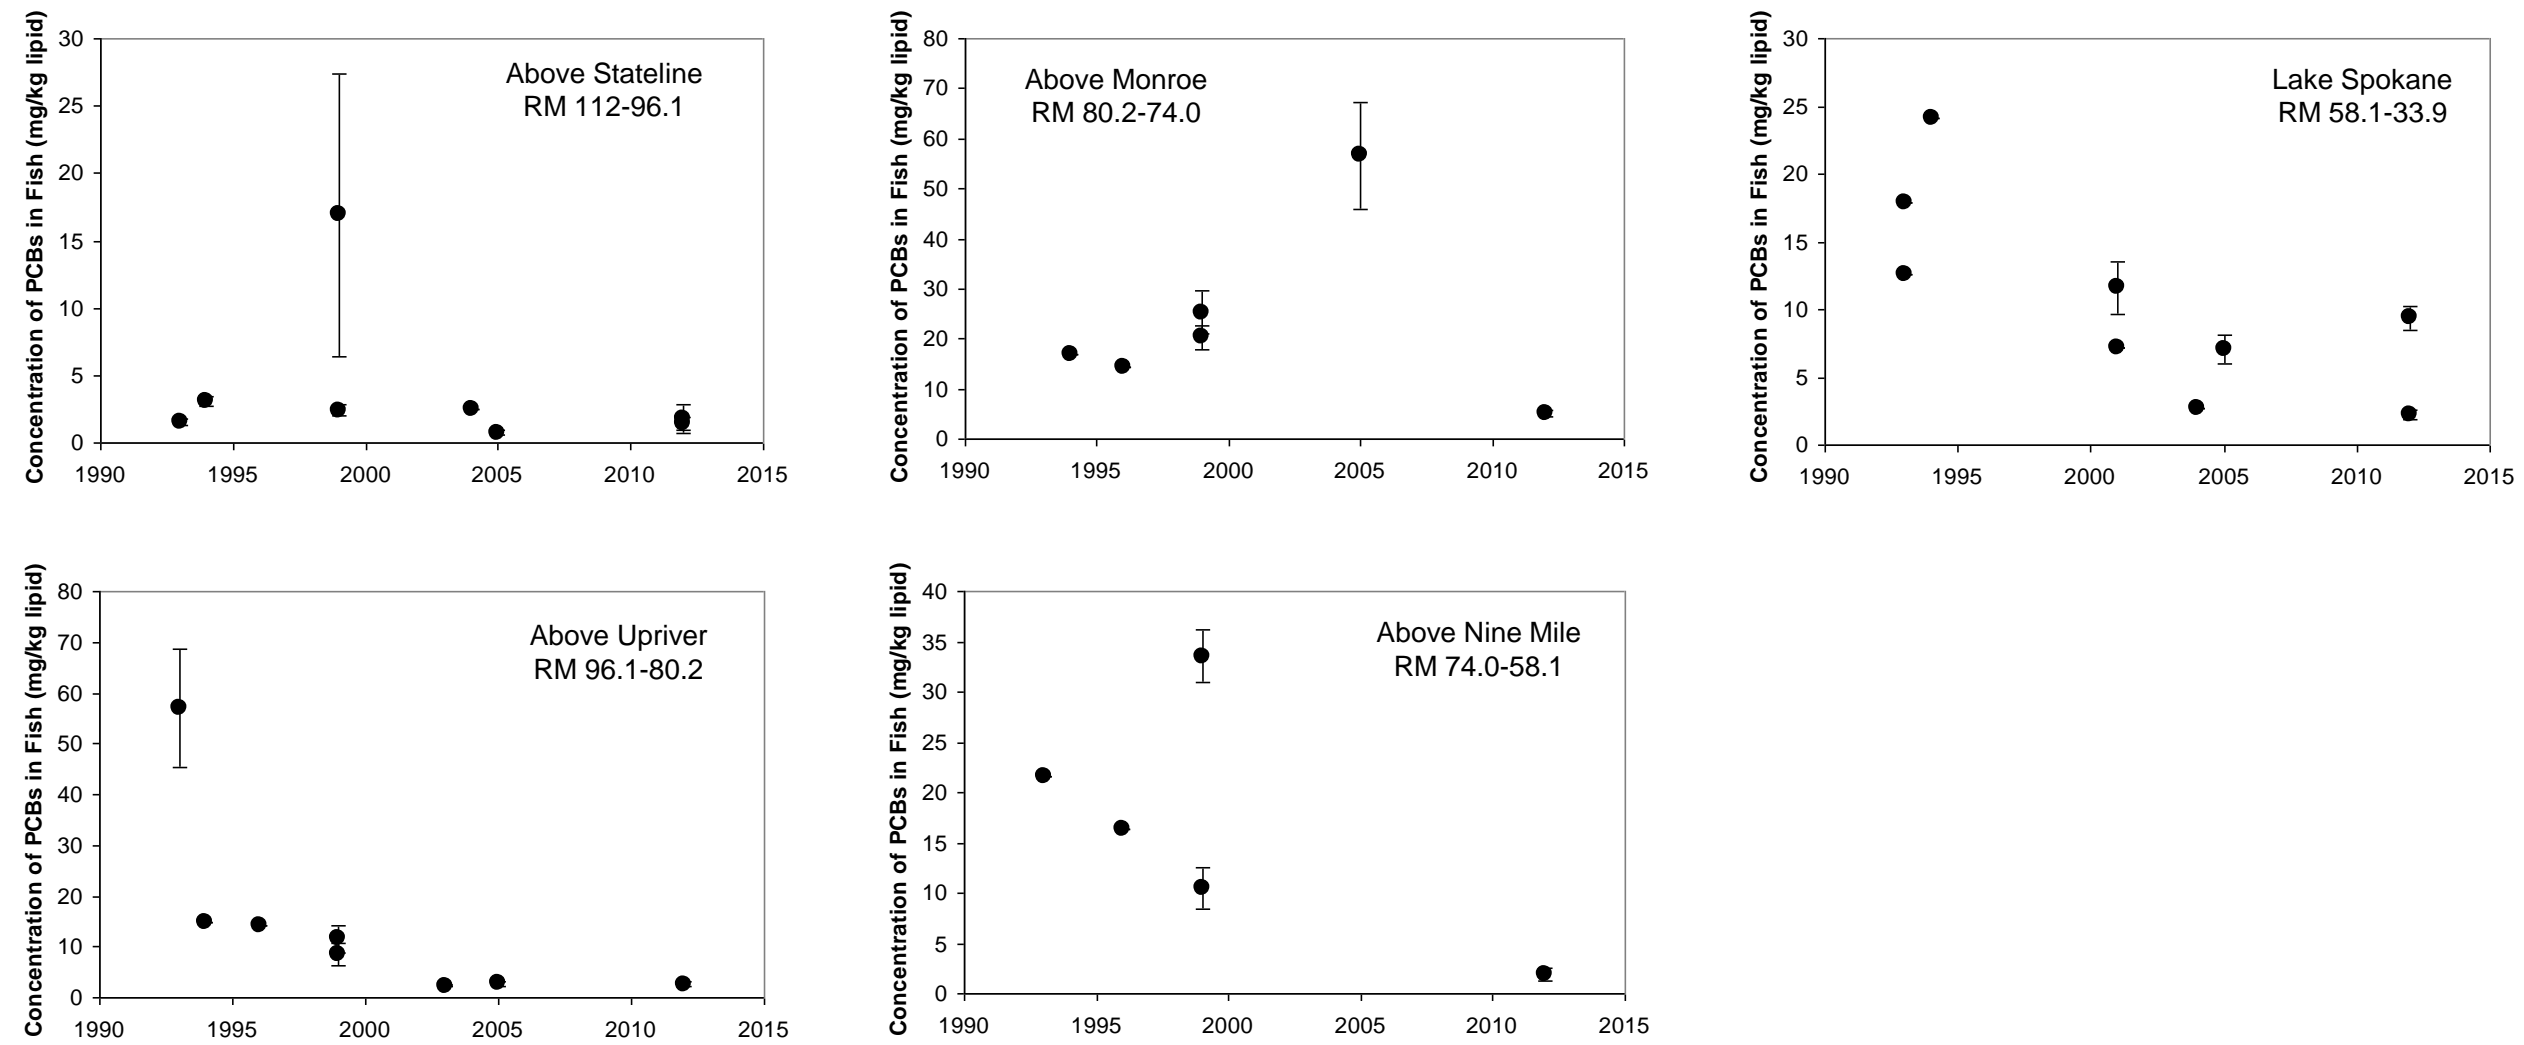 Concentration of PCBs in Fish (mg/kg lipid)
30
25
20
15
10
5
0
Above Stateline
RM 112-96.1
1990 1995 2000 2005 2010 2015
Concentration of PCBs in Fish (mg/kg lipid)
80
70
60
50
40
30
20
10
0
Above Monroe
RM 80.2-74.0
1990 1995 2000 2005 2010 2015
Concentration of PCBs in Fish (mg/kg lipid)
30
25
20
15
10
5
0
Lake Spokane
RM 58.1-33.9
1990 1995 2000 2005 2010 2015
Concentration of PCBs in Fish (mg/kg lipid)
80
70
60
50
40
30
20
10
0
Above Upriver
RM 96.1-80.2
1990 1995 2000 2005 2010 2015
Concentration of PCBs in Fish (mg/kg lipid)
40
35
30
25
20
15
10
5
0
Above Nine Mile
RM 74.0-58.1
1990 1995 2000 2005 2010 2015